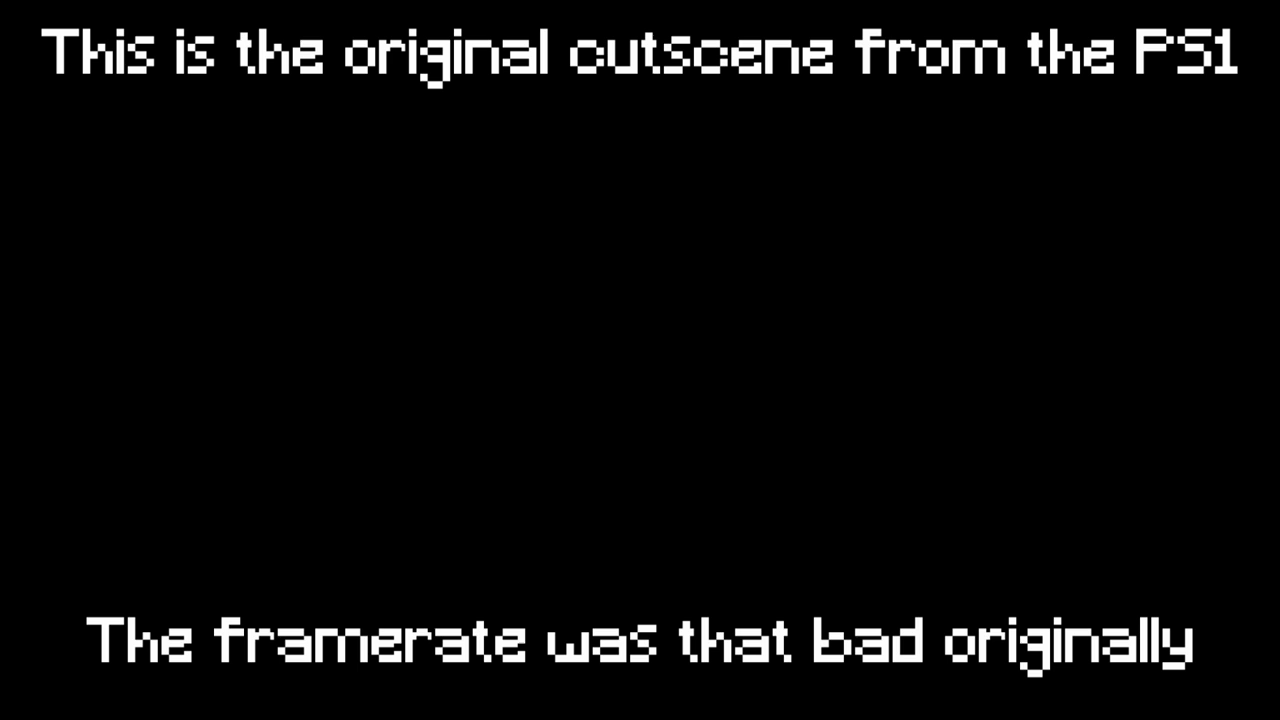 This is the original cutscene from the PS1
The framerate was that bad originally